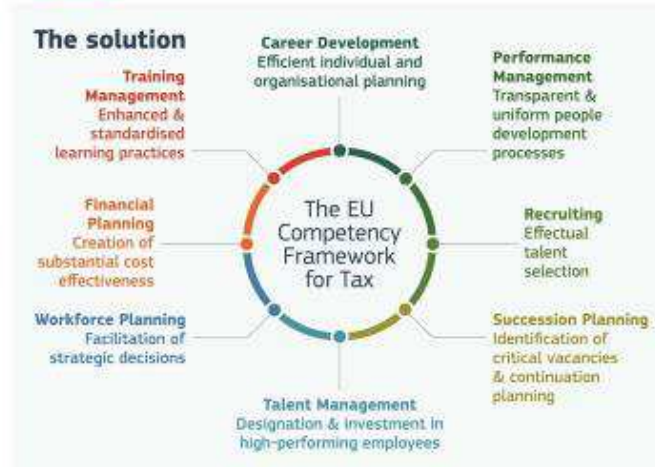 The solution
Career Development
Efficient individual and
organisational planning
Performance
Management
Transparent &
uniform people
development
processes
Recruiting
Effectual
talent
selection
Succession Planning
Identification of
critical vacancies
& continuation
planning
Talent Management
Designation & investment in
high-performing employees
Workforce Planning
Facilitation of
strategic decisions
Financial
Planning
Creation of
substantial cost
effectiveness
Training
Management
Enhanced &
standardised
learning practices
The EU
Competency
Framework
for Tax